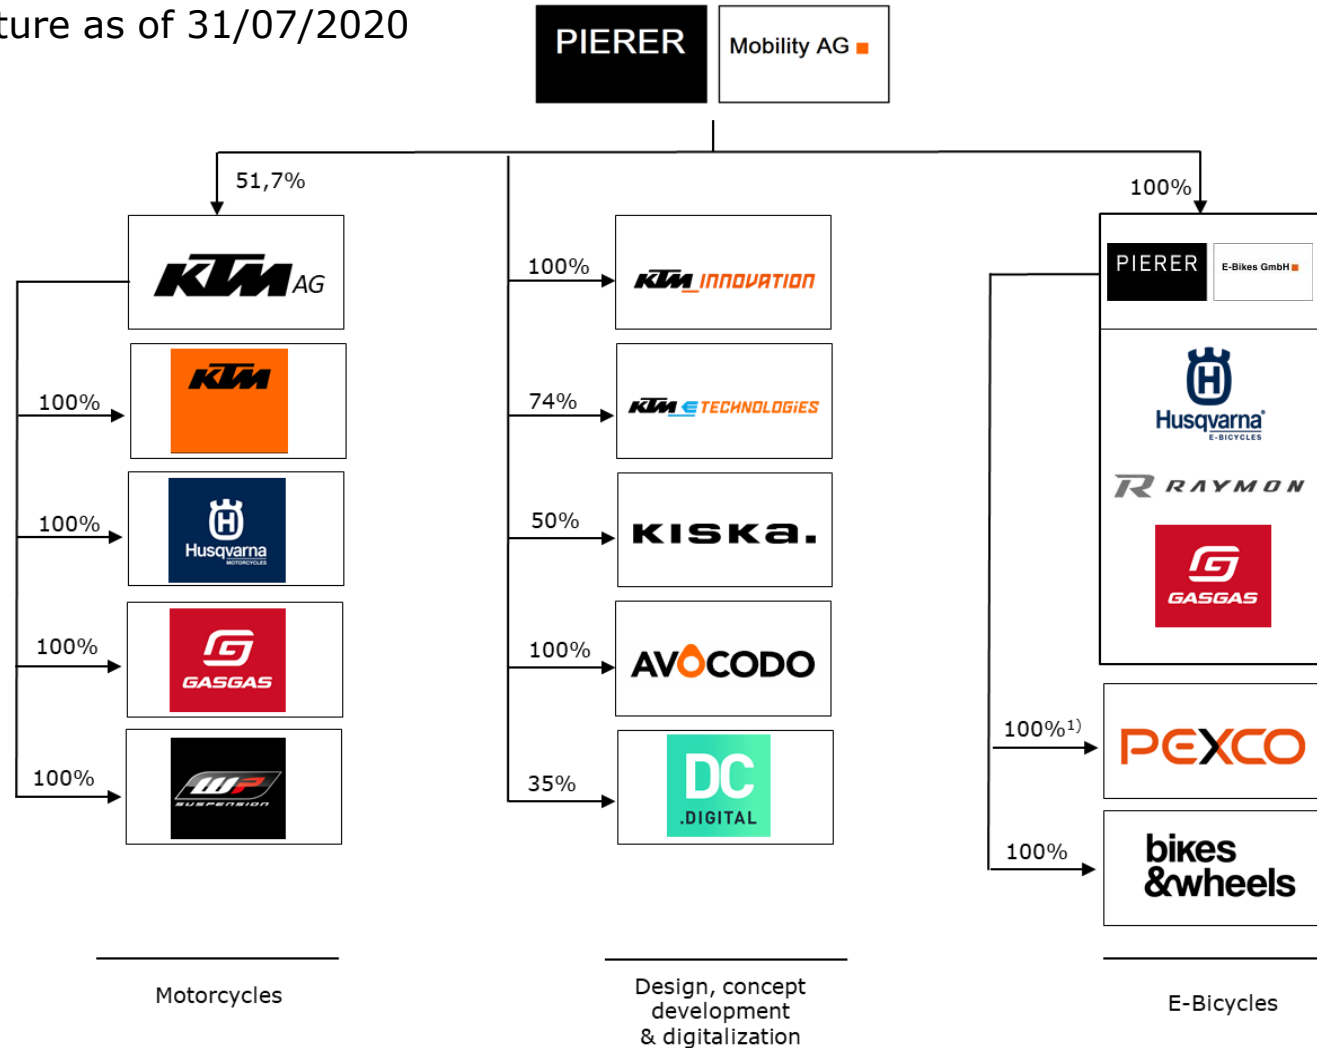 ture as of 31/07/2020
PIERER
Mobility AG
51,7%
100%
KTM AG
100%
KTM
100%
Husqvarna
MOTORCYCLES
100%
GASGAS
100%
WP
SUSPENSION
Motorcycles
100%
KTM_INNOVATION
74%
KTM E TECHNOLOGiES
50%
KISKa.
100%
AVOCODO
35%
DC
.DIGITAL
Design, concept
development
& digitalization
PIERER
E-Bikes GmbH
H
Husqvarna®
E-BICYCLES
R RAYMON
G
GASGAS
100%1)
PEXCO
100%
bikes
&wheels
E-Bicycles